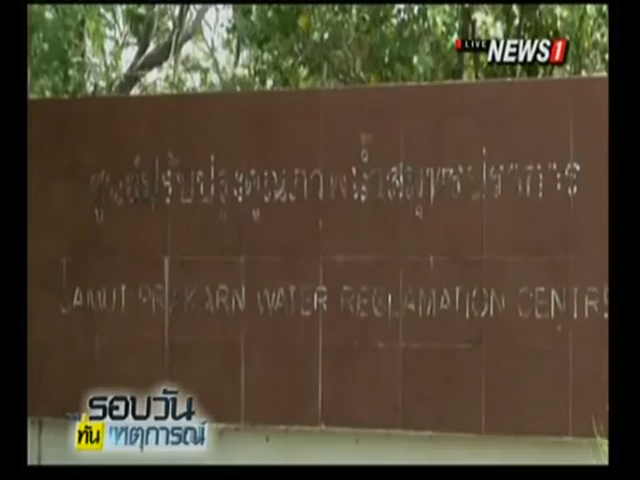 LIVE NEWS1
ศูนย์ปรับปรุงคุณภาพน้ำสมุทรปราการ
SAMUT PRAKARN WATER RECLAMATION CENTRE
รอบวัน
ทัน เหตุการณ์